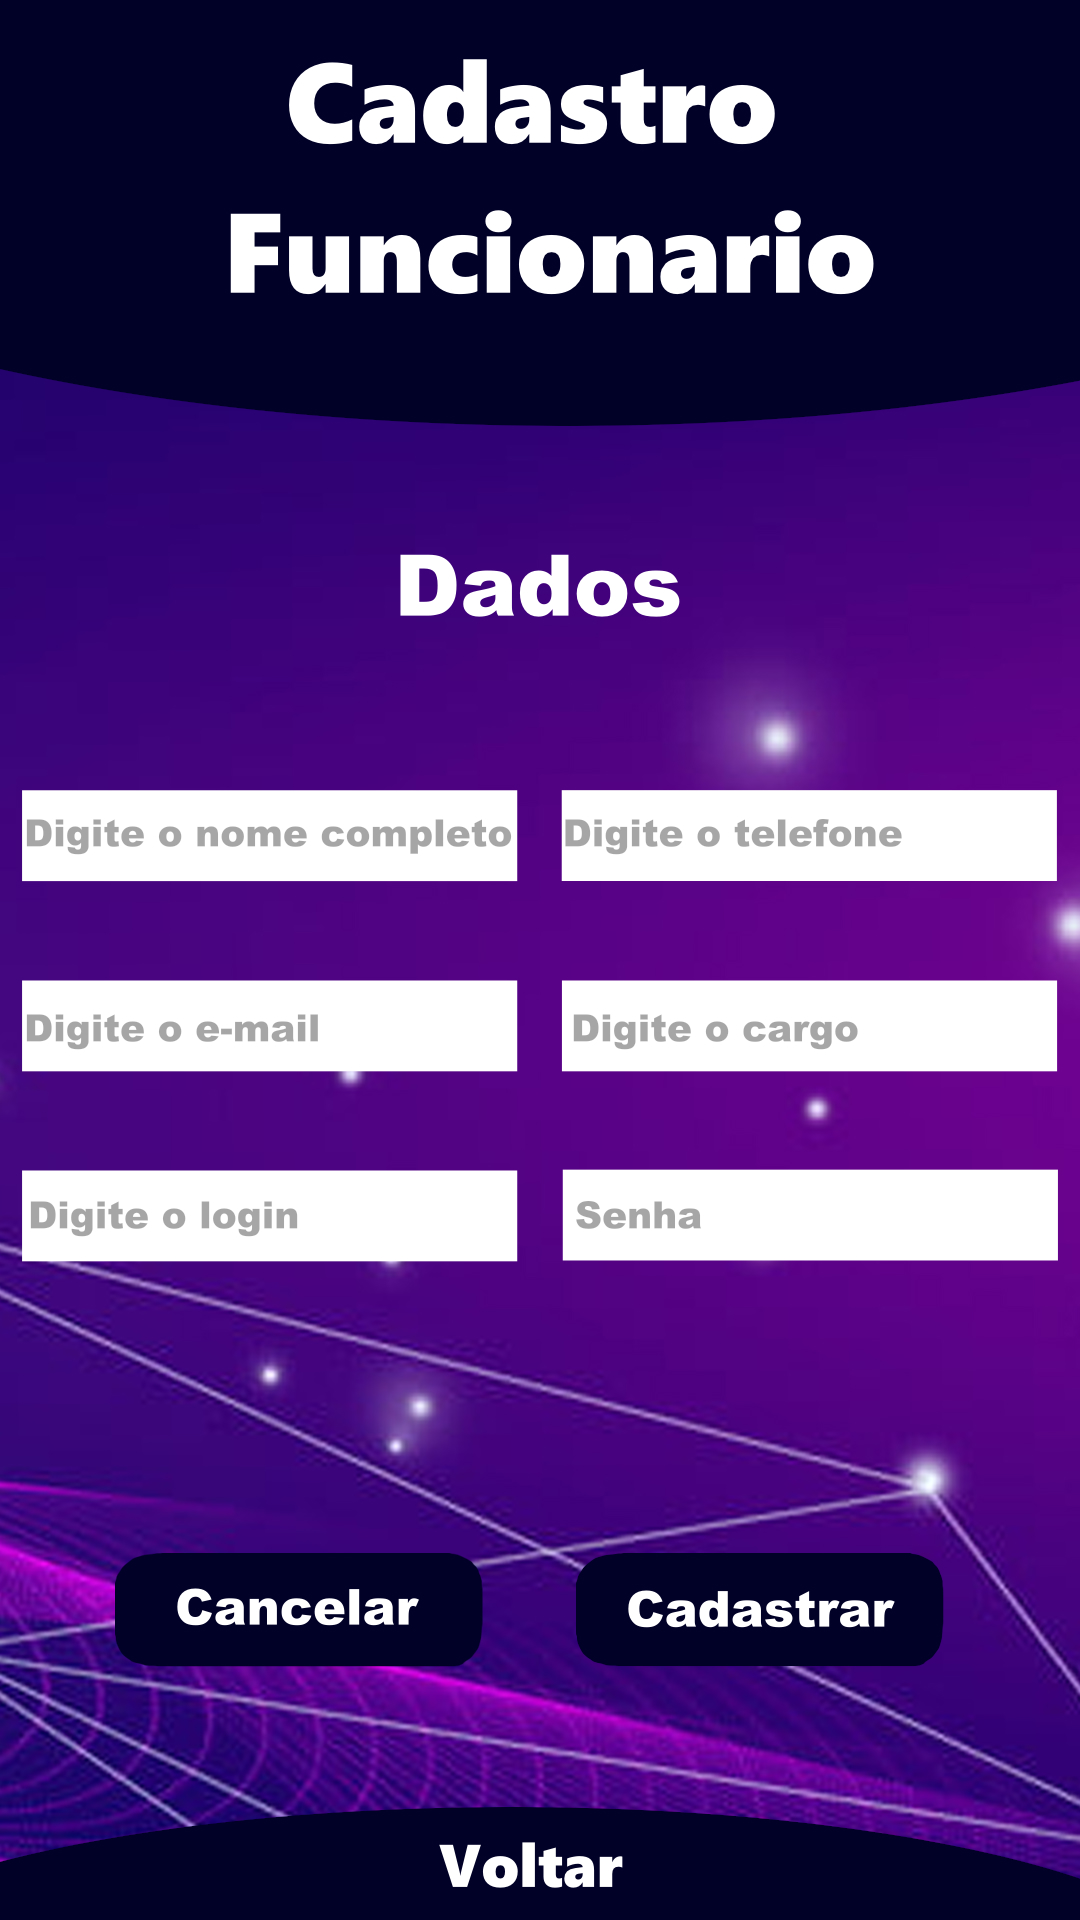 Cadastro
Funcionario
Dados
Digite o nome completo
Digite o telefone
Digite o e-mail
Digite o cargo
Digite o login
Senha
Cancelar
Cadastrar
Voltar